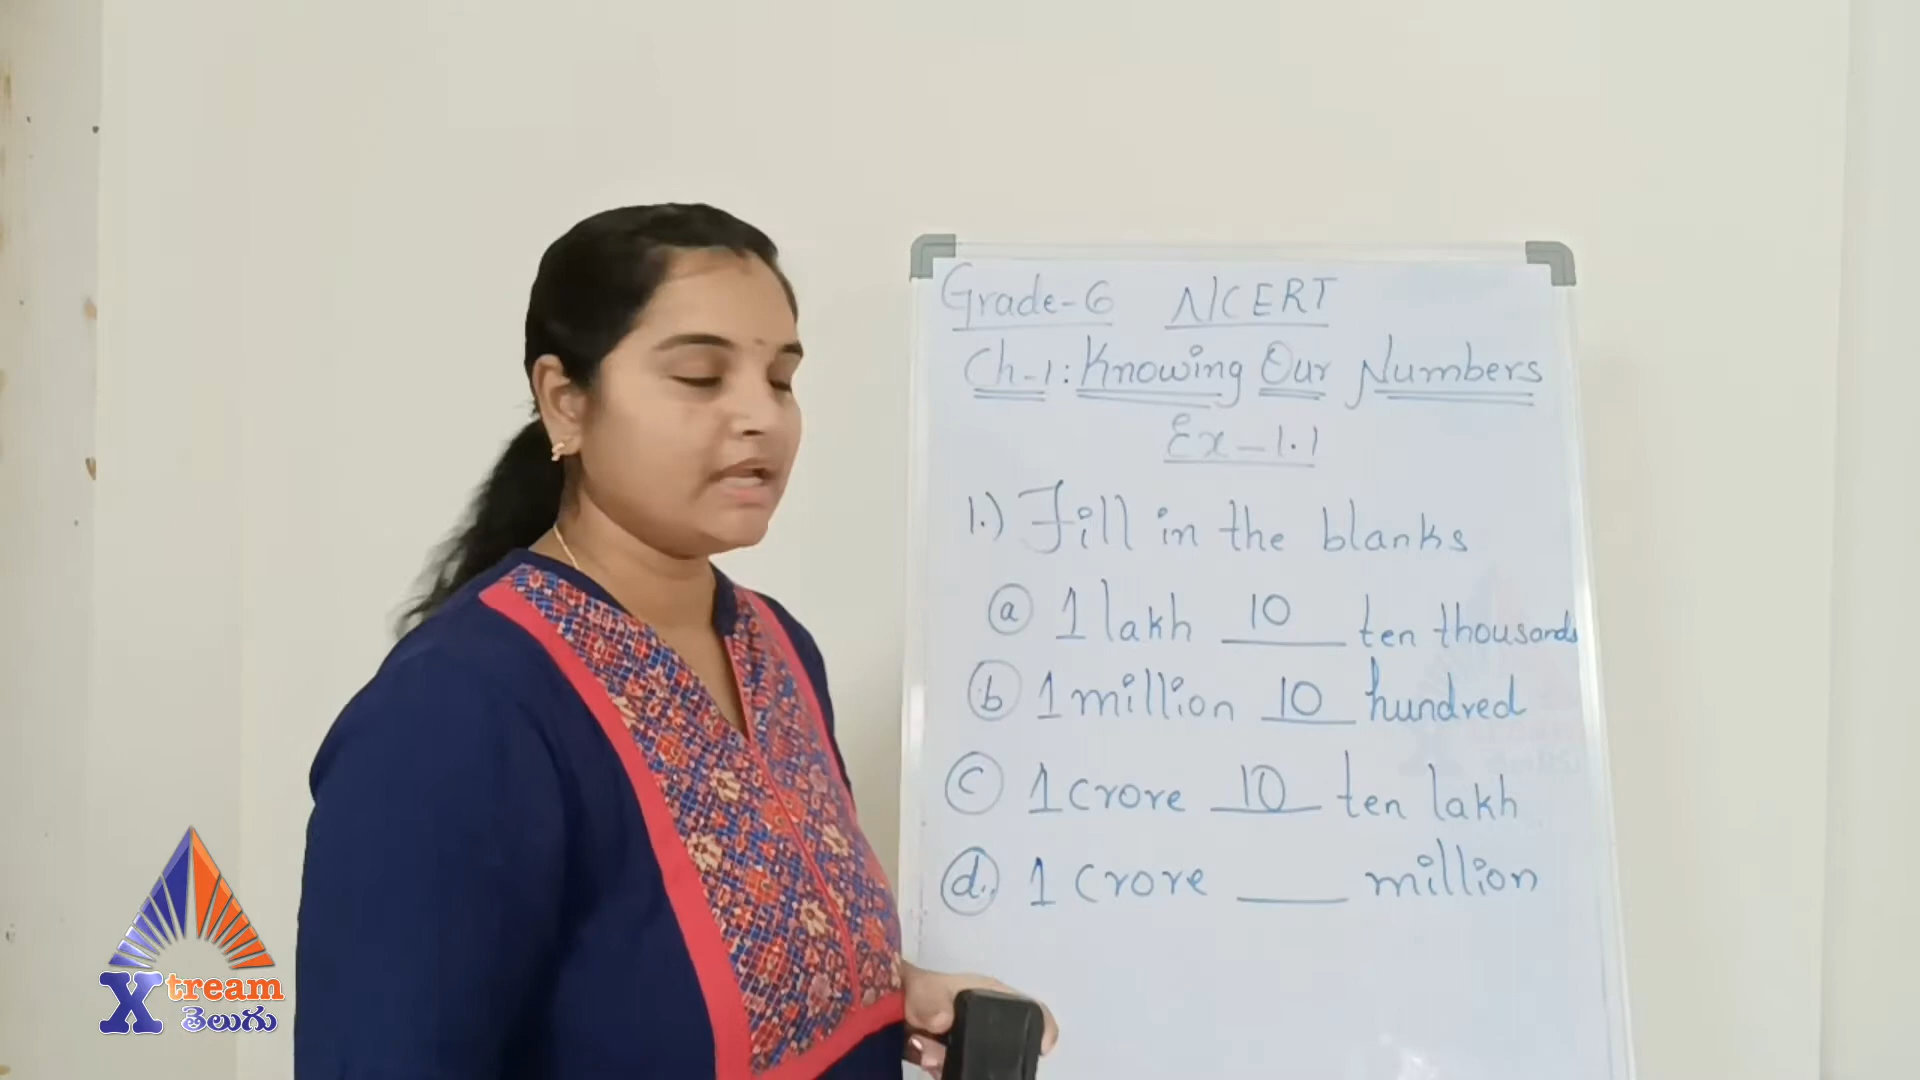 Grade-6 NCERT
Ch-1: Knowing Our Numbers
Ex-1.1
1.) Fill in the blanks
a 1 lakh 10 ten thousands
b 1 million 10 hundred
c 1 crore 10 ten lakh
d. 1 crore ___ million
Xtream
తెలుగు